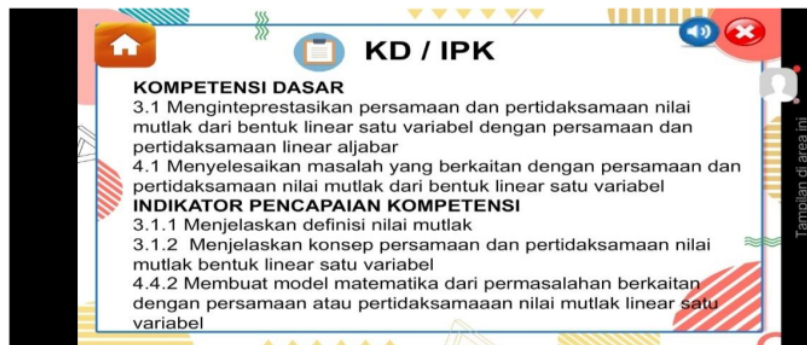 KD / IPK
KOMPETENSI DASAR
3.1 Menginteprestasikan persamaan dan pertidaksamaan nilai
mutlak dari bentuk linear satu variabel dengan persamaan dan
pertidaksamaan linear aljabar
4.1 Menyelesaikan masalah yang berkaitan dengan persamaan dan
pertidaksamaan nilai mutlak dari bentuk linear satu variabel
INDIKATOR PENCAPAIAN KOMPETENSI
3.1.1 Menjelaskan definisi nilai mutlak
3.1.2 Menjelaskan konsep persamaan dan pertidaksamaan nilai
mutlak bentuk linear satu variabel
4.4.2 Membuat model matematika dari permasalahan berkaitan
dengan persamaan atau pertidaksamaaan nilai mutlak linear satu
variabel
Tampilan di area ini